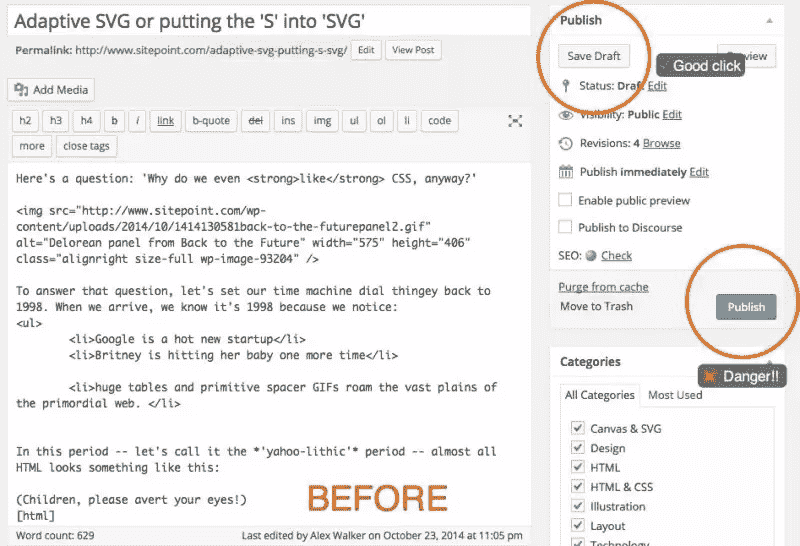 Adaptive SVG or putting the 'S' into 'SVG'
Permalink: http://www.sitepoint.com/adaptive-svg-putting-s-svg/ Edit View Post
Add Media
h2 h3 h4 b i link b-quote del ins img ul ol li code
more close tags
Here's a question: 'Why do we even <strong>like</strong> CSS, anyway?'
<img src="http://www.sitepoint.com/wp-
content/uploads/2014/10/1414130581back-to-the-futurepanel2.gif"
alt="Delorean panel from Back to the Future" width="575" height="406"
class="alignright size-full wp-image-93204" />
To answer that question, let's set our time machine dial thingey back to
1998. When we arrive, we know it's 1998 because we notice:
<ul>
<li>Google is a hot new startup</li>
<li>Britney is hitting her baby one more time</li>
<li>huge tables and primitive spacer GIFs roam the vast plains of
the primordial web. </li>
In this period -- let's call it the *'yahoo-lithic'* period -- almost all
HTML looks something like this:
(Children, please avert your eyes!)
[html]
BEFORE
Word count: 629 Last edited by Alex Walker on October 23, 2014 at 11:05 pm
Publish
Save Draft Preview
Good click
Status: Draft Edit
Visibility: Public Edit
Revisions: 4 Browse
Publish immediately Edit
Enable public preview
Publish to Discourse
SEO: Check
Purge from cache
Move to Trash Publish
Danger!!
Categories
All Categories Most Used
Canvas & SVG
Design
HTML
HTML & CSS
Illustration
Layout
Technology